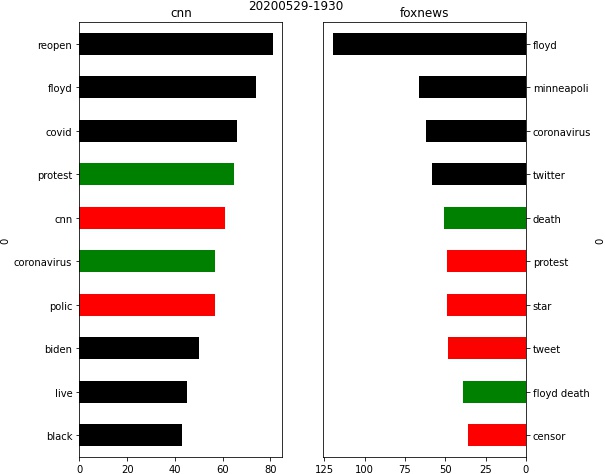 20200529-1930
cnn
foxnews
reopen
floyd
covid
protest
cnn
coronavirus
polic
biden
live
black
0
0 20 40 60 80
floyd
minneapoli
coronavirus
twitter
death
protest
star
tweet
floyd death
censor
0
125 100 75 50 25 0